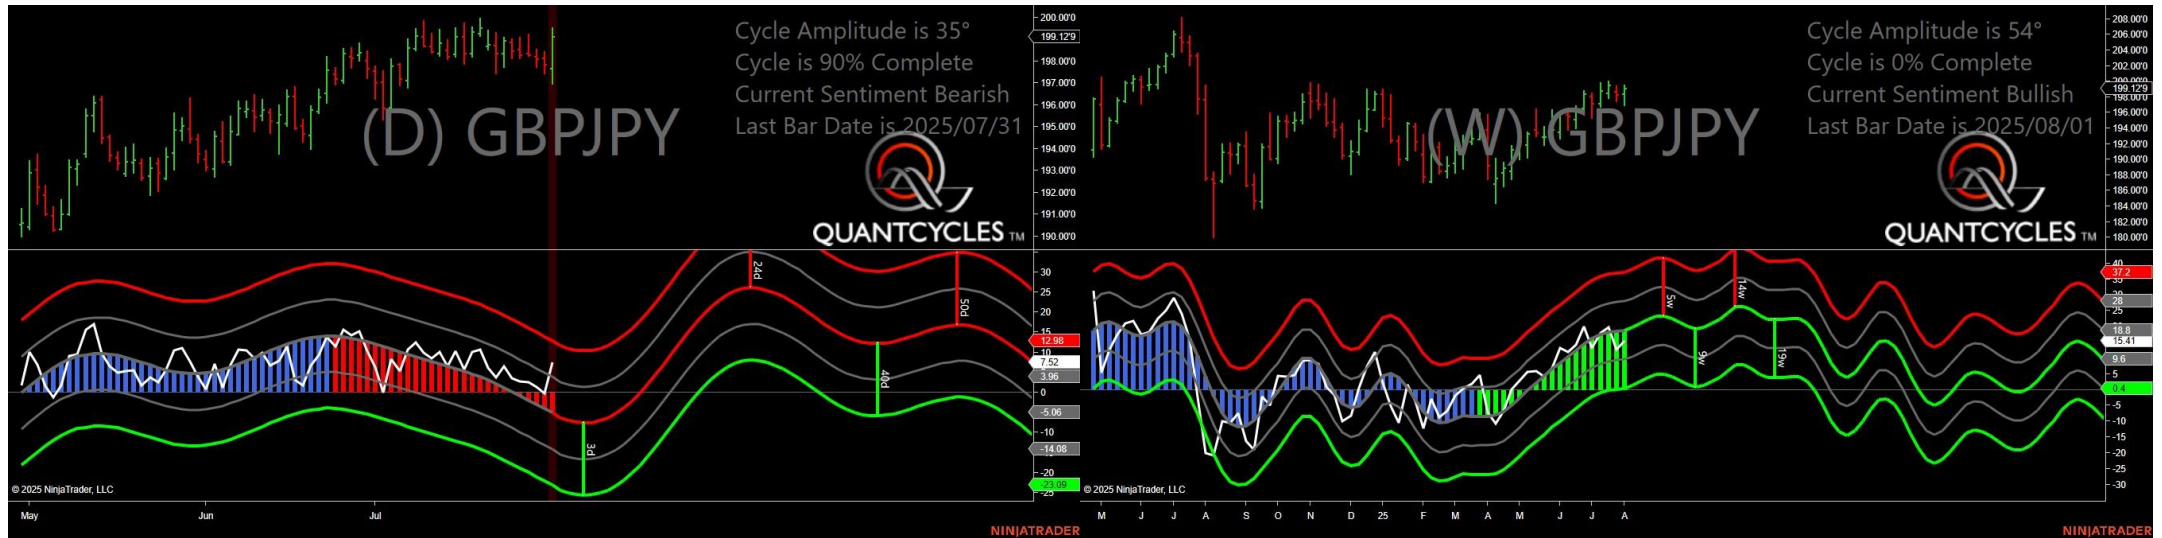 Cycle Amplitude is 35°
Cycle is 90% Complete
Current Sentiment Bearish
Last Bar Date is 2025/07/31
(D) GBPJPY
QUANTCYCLES TM
200.00'0
199.12'9
198.00'0
197.00'0
196.00'0
195.00'0
194.00'0
193.00'0
192.00'0
191.00'0
190.00'0
24d
50d
40d
3d
30
25
20
15
12.98
10
7.52
3.96
0
-5.06
-10
-14.08
-20
-23.09
-25
© 2025 NinjaTrader, LLC
May
Jun
Jul
NINJATRADER
Cycle Amplitude is 54°
Cycle is 0% Complete
Current Sentiment Bullish
Last Bar Date is 2025/08/01
(W) GBPJPY
QUANTCYCLES TM
208.00'0
206.00'0
204.00'0
202.00'0
200.00'0
199.12'9
198.00'0
196.00'0
194.00'0
192.00'0
190.00'0
188.00'0
186.00'0
184.00'0
182.00'0
180.00'0
5w
14w
9w
19w
40
37.2
28
25
20
18.8
15.41
9.6
5
0.4
-5
-10
-15
-20
-25
-30
© 2025 NinjaTrader, LLC
M J J A S O N D 25 F M A M J J A
NINJATRADER